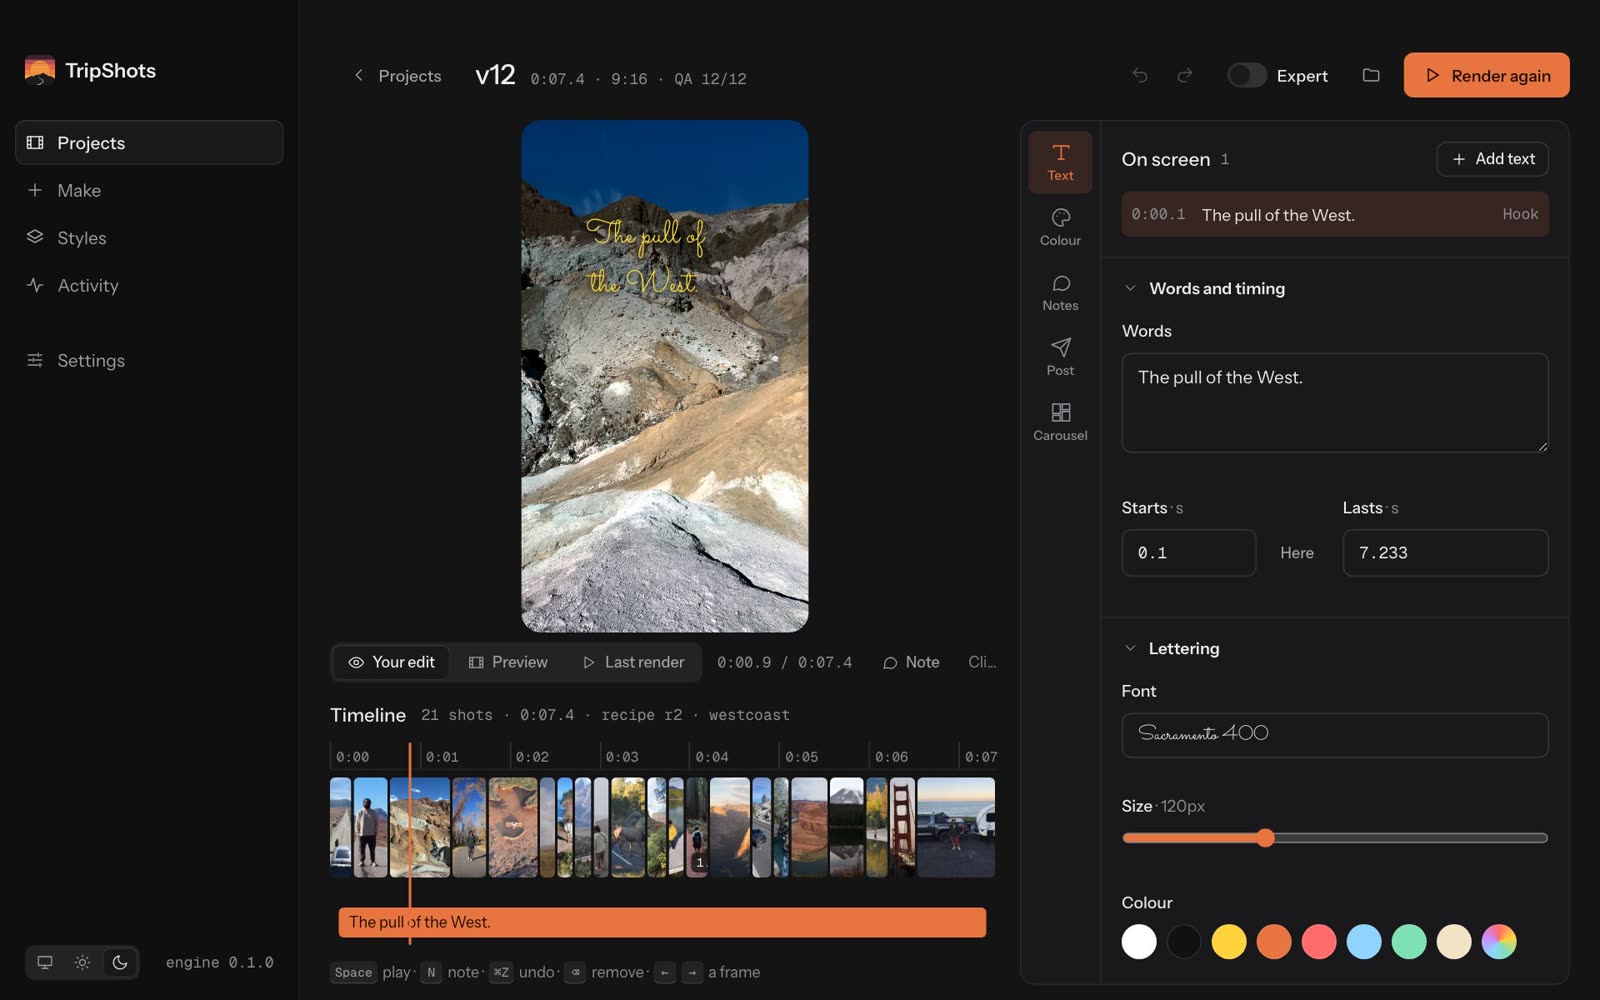 TripShots
Projects
Make
Styles
Activity
Settings
engine 0.1.0
Projects
v12
0:07.4 · 9:16 · QA 12/12
Expert
Render again
The pull of
the West.
Your edit
Preview
Last render
0:00.9 / 0:07.4
Note
Cli...
Timeline
21 shots · 0:07.4 · recipe r2 · westcoast
0:00
0:01
0:02
0:03
0:04
0:05
0:06
0:07
1
The pull of the West.
Space play · N note · ⌘Z undo · ⌫ remove · ← → a frame
Text
Colour
Notes
Post
Carousel
On screen 1
+ Add text
0:00.1 The pull of the West. Hook
Words and timing
Words
The pull of the West.
Starts · s
Lasts · s
0.1
Here
7.233
Lettering
Font
Sacramento 400
Size · 120px
Colour